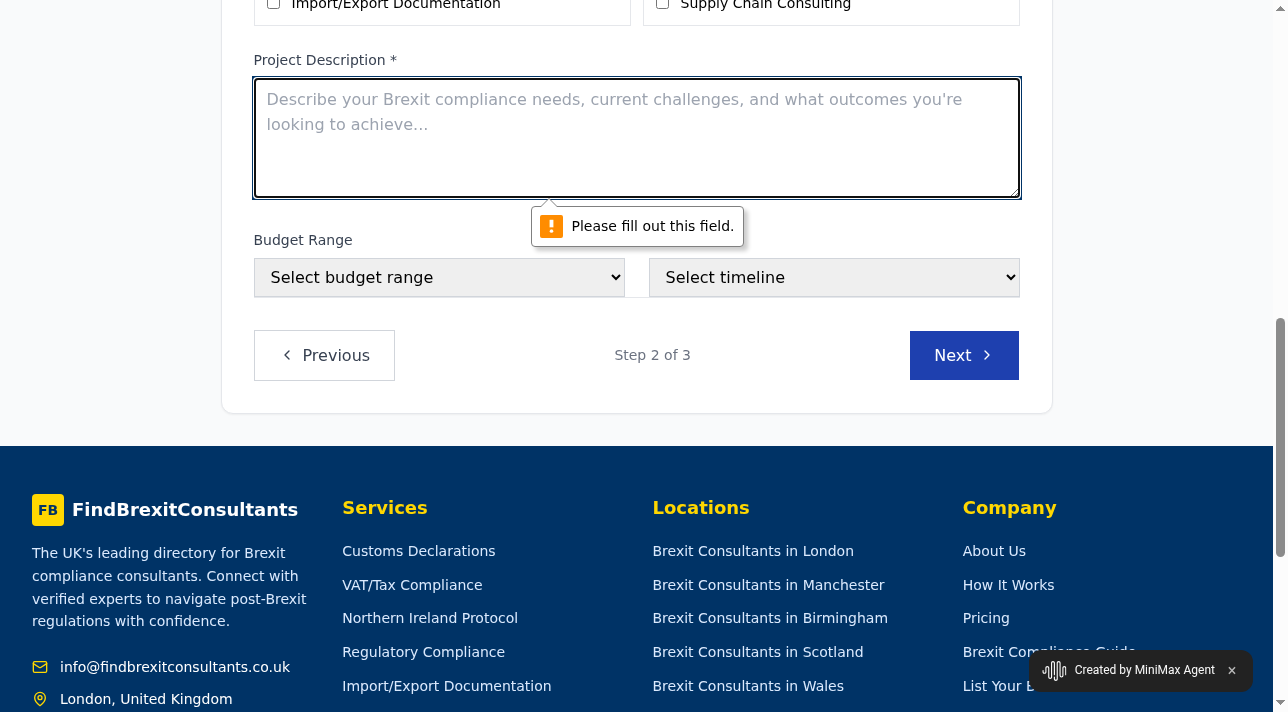 Import/Export Documentation
Supply Chain Consulting
Project Description *
Describe your Brexit compliance needs, current challenges, and what outcomes you're
looking to achieve...
Please fill out this field.
Budget Range
Select budget range
Select timeline
Previous
Step 2 of 3
Next
FB FindBrexitConsultants
The UK's leading directory for Brexit
compliance consultants. Connect with
verified experts to navigate post-Brexit
regulations with confidence.
info@findbrexitconsultants.co.uk
London, United Kingdom
Services
Customs Declarations
VAT/Tax Compliance
Northern Ireland Protocol
Regulatory Compliance
Import/Export Documentation
Locations
Brexit Consultants in London
Brexit Consultants in Manchester
Brexit Consultants in Birmingham
Brexit Consultants in Scotland
Brexit Consultants in Wales
Company
About Us
How It Works
Pricing
Brexit Compliance Guide
List Your
Created by MiniMax Agent